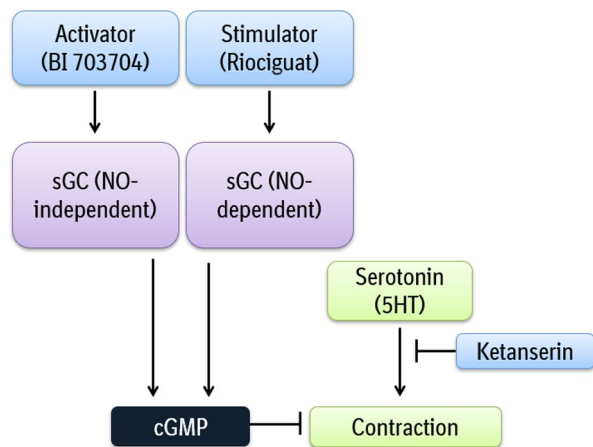 Activator
(BI 703704)
Stimulator
(Riociguat)
sGC (NO-
independent)
sGC (NO-
dependent)
Serotonin
(5HT)
Ketanserin
cGMP
Contraction